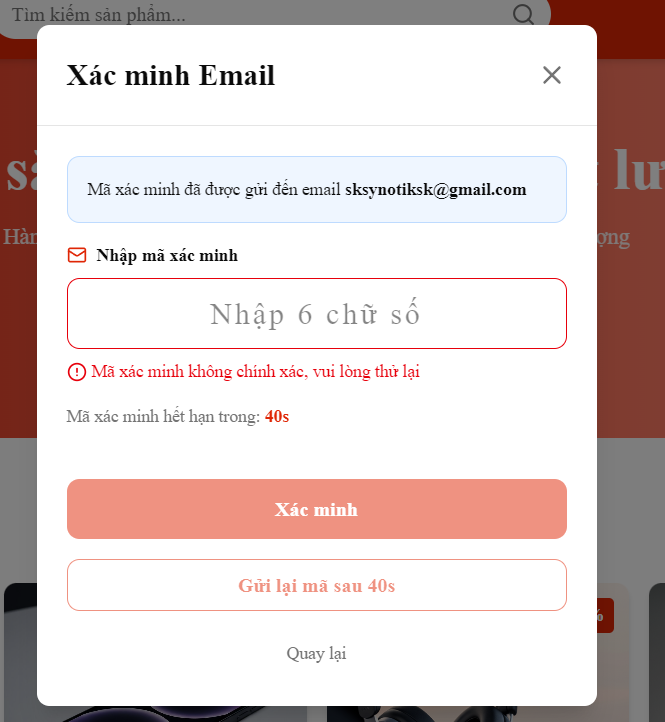 Tìm kiếm sản phẩm...
Xác minh Email
Mã xác minh đã được gửi đến email sksynotiksk@gmail.com
Nhập mã xác minh
Nhập 6 chữ số
Mã xác minh không chính xác, vui lòng thử lại
Mã xác minh hết hạn trong: 40s
Xác minh
Gửi lại mã sau 40s
Quay lại